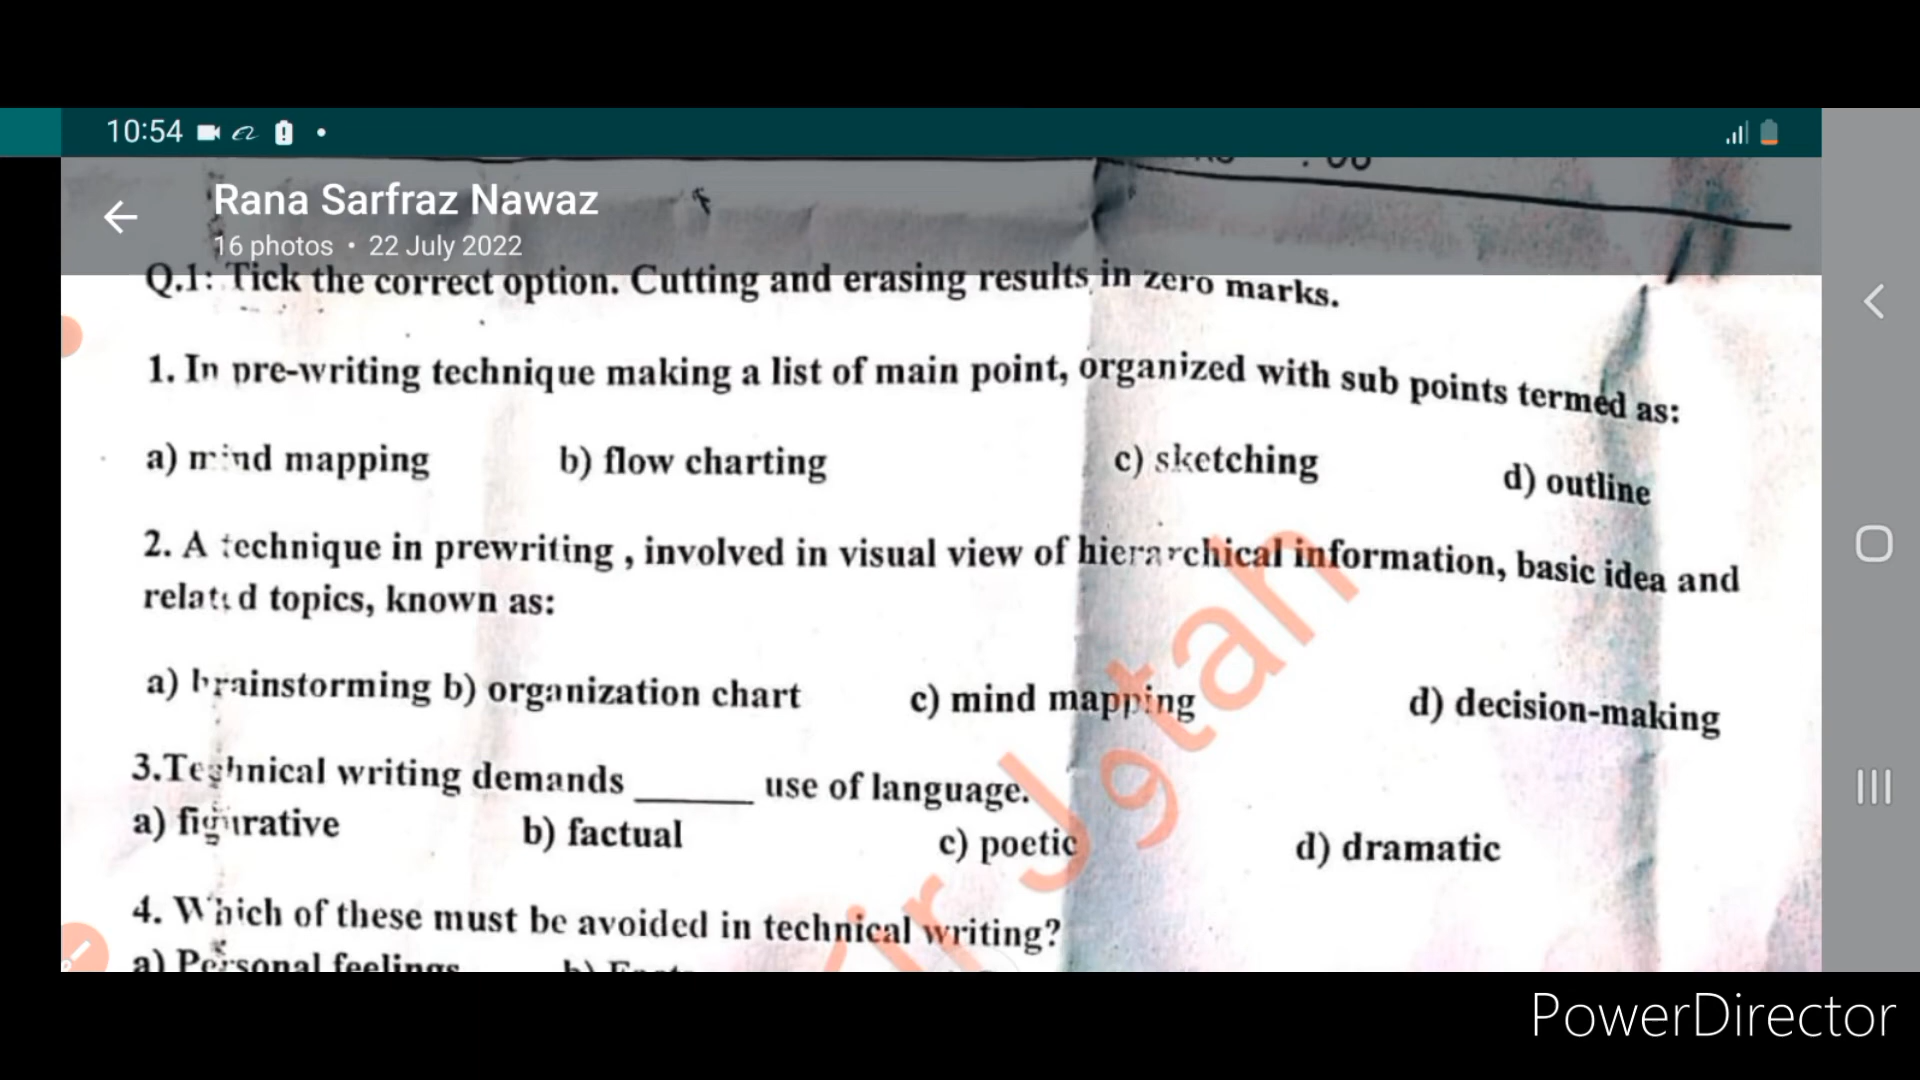 10:54
Rana Sarfraz Nawaz
16 photos • 22 July 2022
Q.1: Tick the correct option. Cutting and erasing results in zero marks.
1. In pre-writing technique making a list of main point, organized with sub points termed as:
a) mind mapping b) flow charting c) sketching d) outline
2. A technique in prewriting , involved in visual view of hierarchical information, basic idea and
related topics, known as:
a) brainstorming b) organization chart c) mind mapping d) decision-making
3.Technical writing demands ______ use of language.
a) figurative b) factual c) poetic d) dramatic
4. Which of these must be avoided in technical writing?
a) Personal feelings b)
PowerDirector